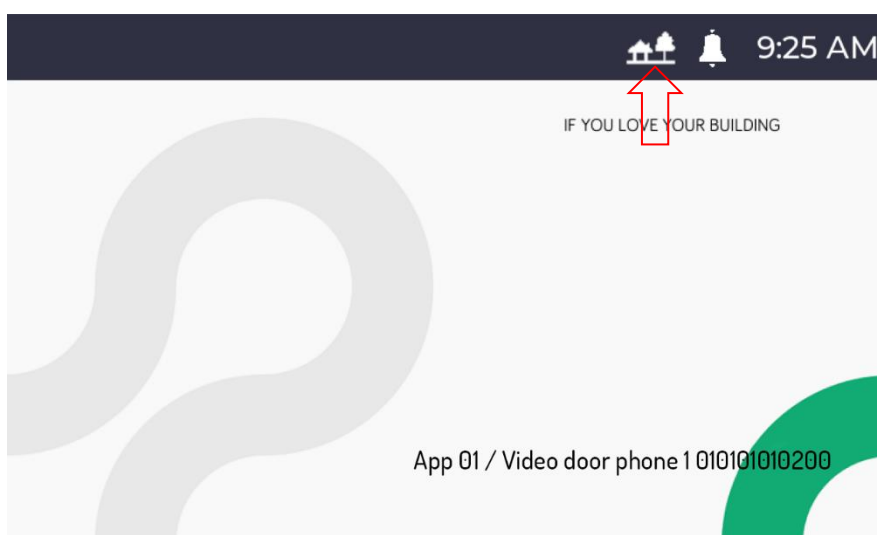 9:25 AM
IF YOU LOVE YOUR BUILDING
App 01 / Video door phone 1 010101010200